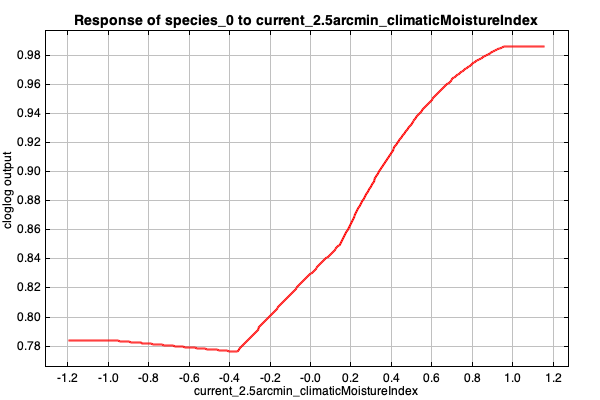 Response of species_0 to current_2.5arcmin_climaticMoistureIndex
cloglog output
0.98
0.96
0.94
0.92
0.90
0.88
0.86
0.84
0.82
0.80
0.78
-1.2 -1.0 -0.8 -0.6 -0.4 -0.2 -0.0 0.2 0.4 0.6 0.8 1.0 1.2
current_2.5arcmin_climaticMoistureIndex